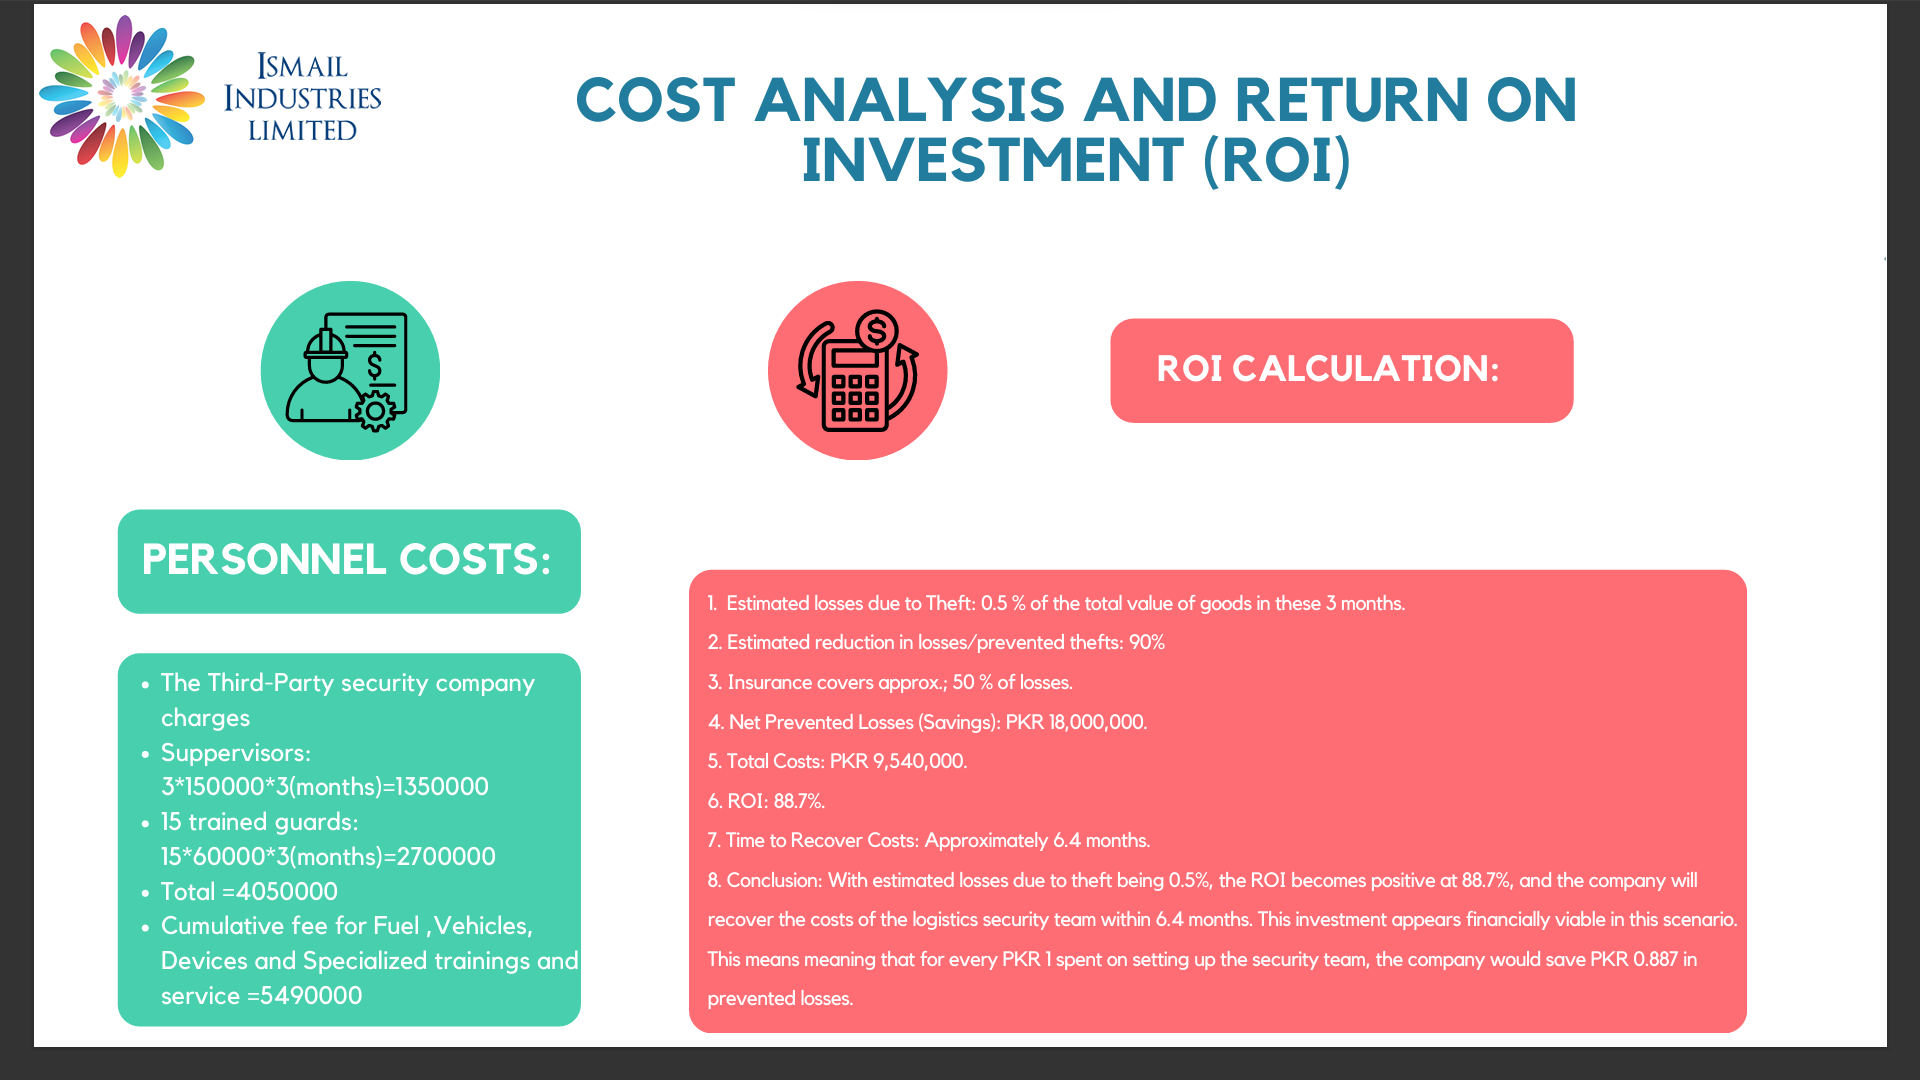 ISMAIL
INDUSTRIES
LIMITED
COST ANALYSIS AND RETURN ON
INVESTMENT (ROI)
$
$
ROI CALCULATION:
PERSONNEL COSTS:
• The Third-Party security company
charges
• Suppervisors:
3*150000*3(months)=1350000
• 15 trained guards:
15*60000*3(months)=2700000
• Total =4050000
• Cumulative fee for Fuel ,Vehicles,
Devices and Specialized trainings and
service =5490000
1. Estimated losses due to Theft: 0.5 % of the total value of goods in these 3 months.
2. Estimated reduction in losses/prevented thefts: 90%
3. Insurance covers approx.; 50 % of losses.
4. Net Prevented Losses (Savings): PKR 18,000,000.
5. Total Costs: PKR 9,540,000.
6. ROI: 88.7%.
7. Time to Recover Costs: Approximately 6.4 months.
8. Conclusion: With estimated losses due to theft being 0.5%, the ROI becomes positive at 88.7%, and the company will
recover the costs of the logistics security team within 6.4 months. This investment appears financially viable in this scenario.
This means meaning that for every PKR 1 spent on setting up the security team, the company would save PKR 0.887 in
prevented losses.